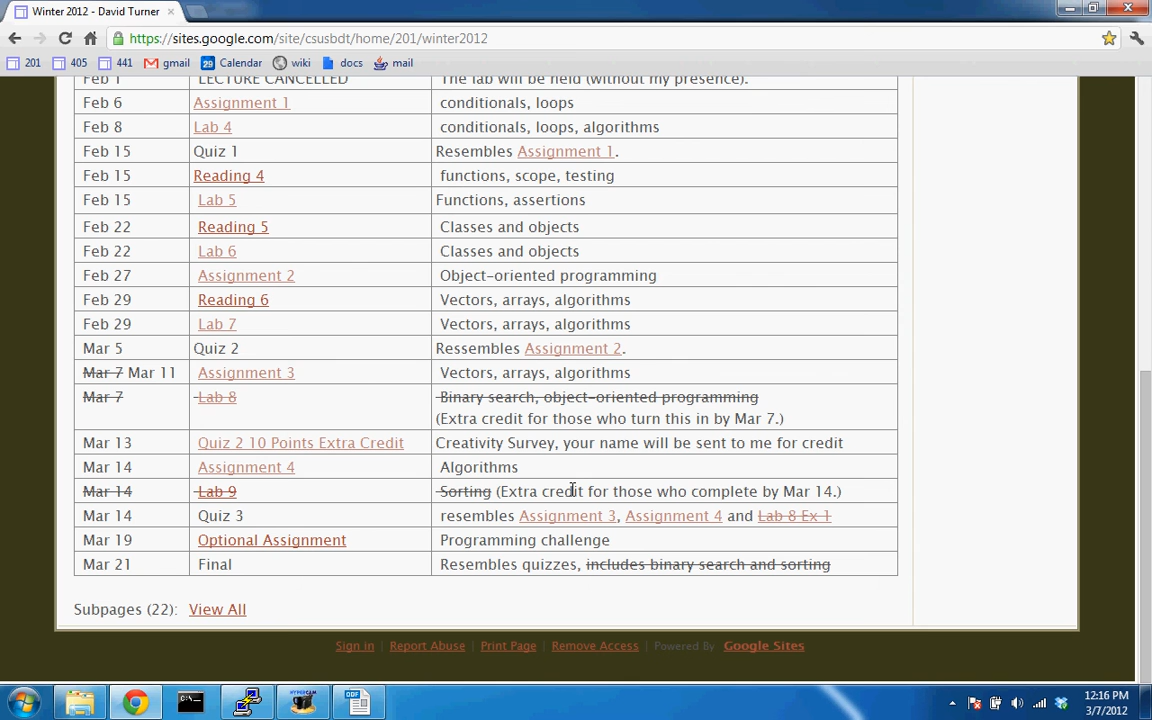 Winter 2012 - David Turner
https://sites.google.com/site/csusbdt/home/201/winter2012
201 405 441 gmail 29 Calendar wiki docs mail
Feb 1 LECTURE CANCELLED The lab will be held (without my presence).
Feb 6 Assignment 1 conditionals, loops
Feb 8 Lab 4 conditionals, loops, algorithms
Feb 15 Quiz 1 Resembles Assignment 1.
Feb 15 Reading 4 functions, scope, testing
Feb 15 Lab 5 Functions, assertions
Feb 22 Reading 5 Classes and objects
Feb 22 Lab 6 Classes and objects
Feb 27 Assignment 2 Object-oriented programming
Feb 29 Reading 6 Vectors, arrays, algorithms
Feb 29 Lab 7 Vectors, arrays, algorithms
Mar 5 Quiz 2 Ressembles Assignment 2.
Mar 7 Mar 11 Assignment 3 Vectors, arrays, algorithms
Mar 7 Lab 8 Binary search, object-oriented programming
(Extra credit for those who turn this in by Mar 7.)
Mar 13 Quiz 2 10 Points Extra Credit Creativity Survey, your name will be sent to me for credit
Mar 14 Assignment 4 Algorithms
Mar 14 Lab 9 Sorting (Extra credit for those who complete by Mar 14.)
Mar 14 Quiz 3 resembles Assignment 3, Assignment 4 and Lab 8 Ex 1
Mar 19 Optional Assignment Programming challenge
Mar 21 Final Resembles quizzes, includes binary search and sorting
Subpages (22): View All
Sign in | Report Abuse | Print Page | Remove Access | Powered By Google Sites
HYPERCAM
ODF
12:16 PM
3/7/2012